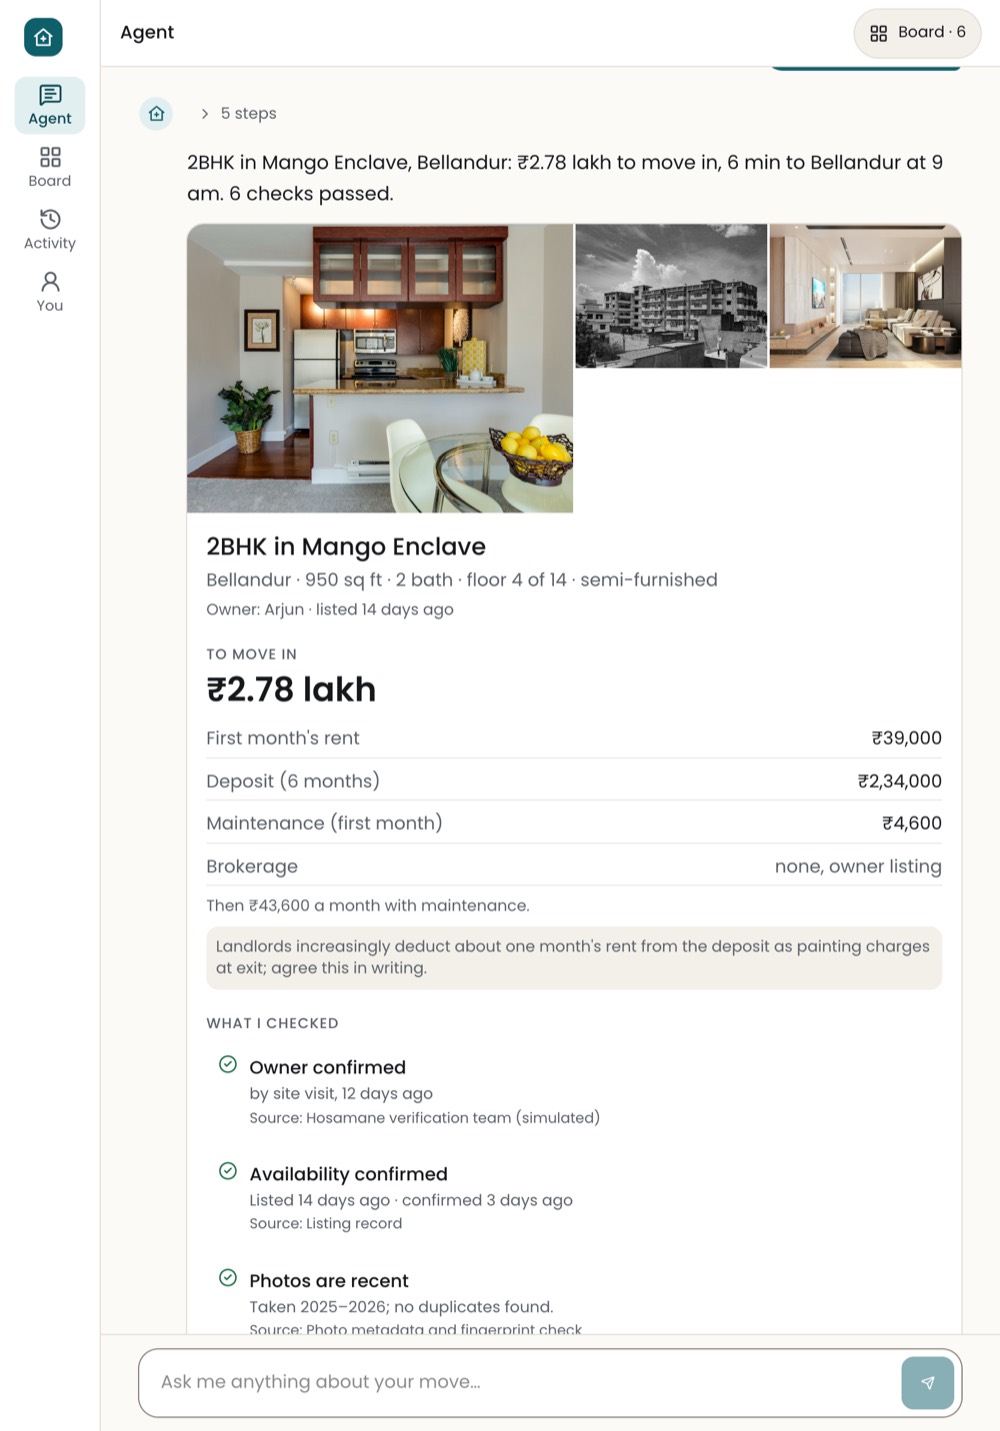 Agent
Board · 6
Agent
Board
Activity
You
5 steps
2BHK in Mango Enclave, Bellandur: ₹2.78 lakh to move in, 6 min to Bellandur at 9
am. 6 checks passed.
2BHK in Mango Enclave
Bellandur · 950 sq ft · 2 bath · floor 4 of 14 · semi-furnished
Owner: Arjun · listed 14 days ago
TO MOVE IN
₹2.78 lakh
First month's rent ₹39,000
Deposit (6 months) ₹2,34,000
Maintenance (first month) ₹4,600
Brokerage none, owner listing
Then ₹43,600 a month with maintenance.
Landlords increasingly deduct about one month's rent from the deposit as painting charges
at exit; agree this in writing.
WHAT I CHECKED
Owner confirmed
by site visit, 12 days ago
Source: Hosamane verification team (simulated)
Availability confirmed
Listed 14 days ago · confirmed 3 days ago
Source: Listing record
Photos are recent
Taken 2025–2026; no duplicates found.
Source: Photo metadata and fingerprint check
Ask me anything about your move…